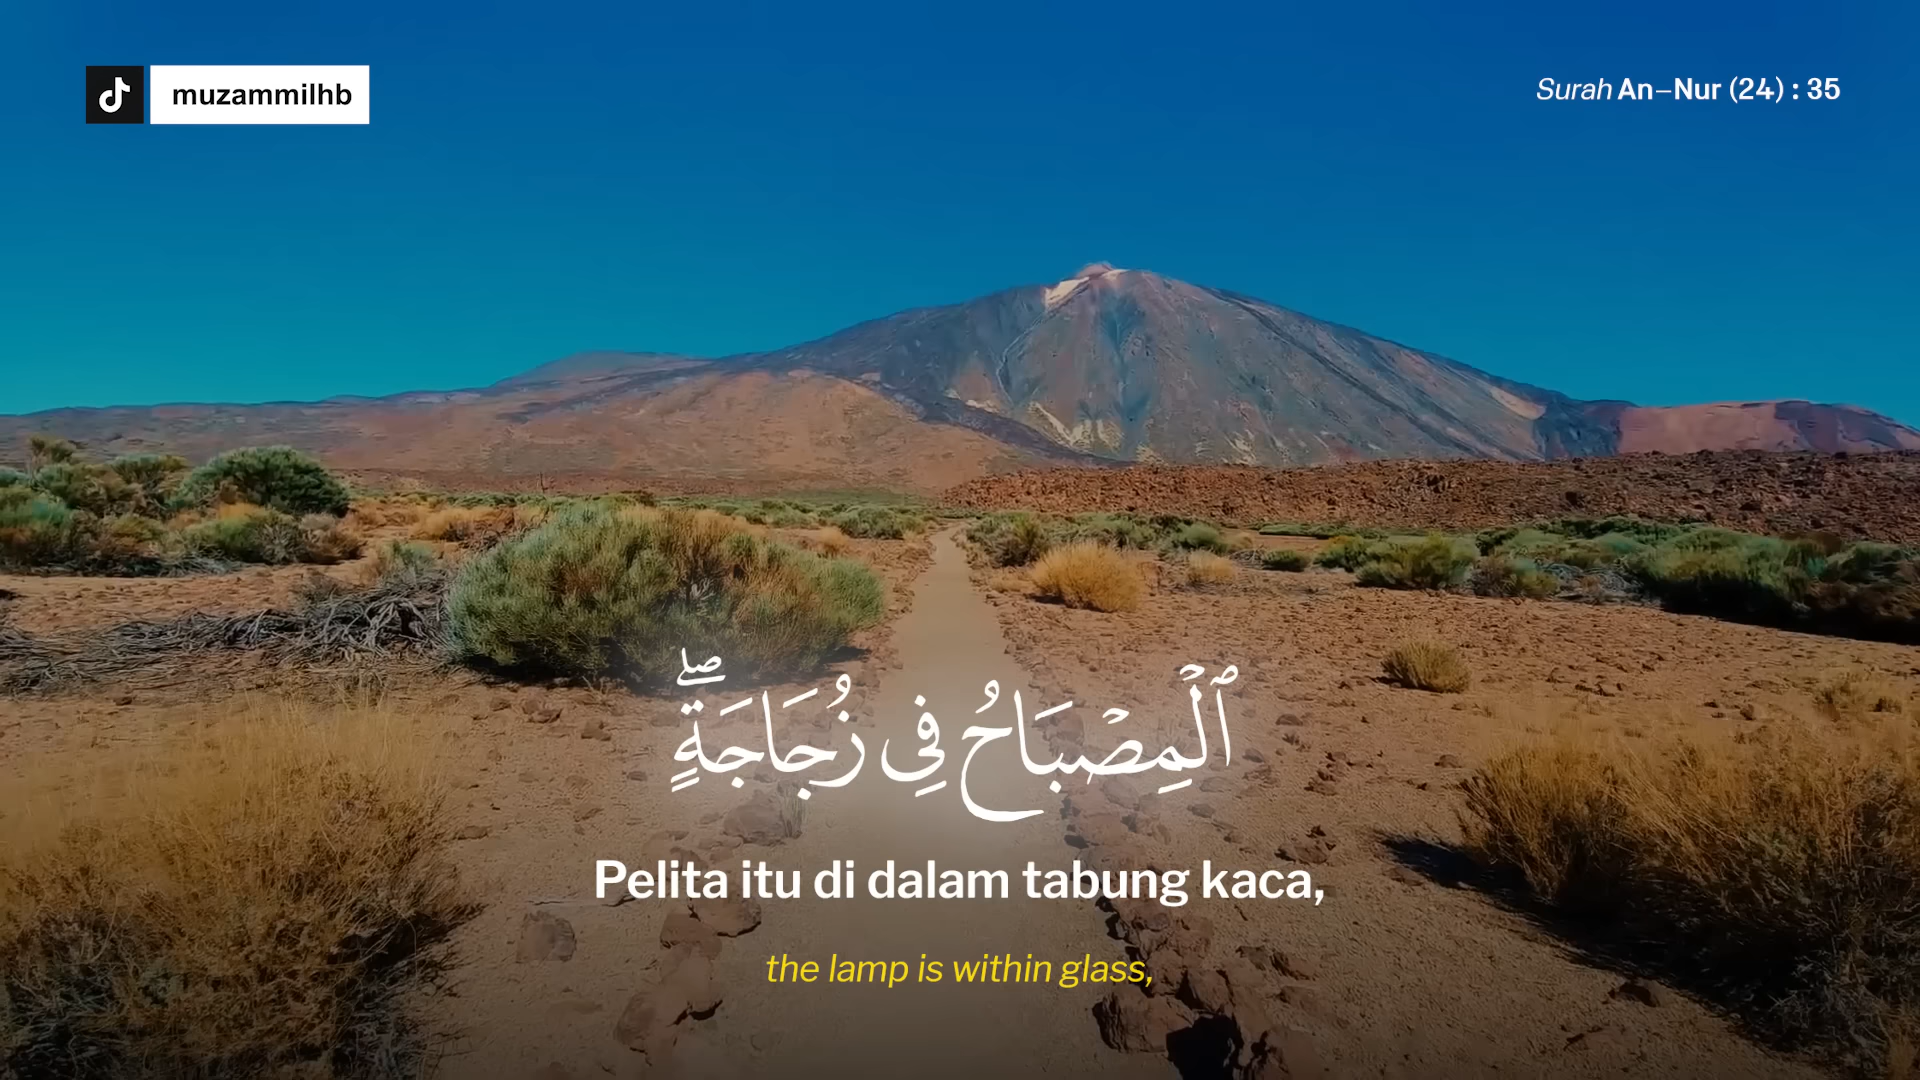 muzammilhb
Surah An–Nur (24) : 35
ٱلْمِصْبَاحُ فِى زُجَاجَةٍ ۖ
Pelita itu di dalam tabung kaca,
the lamp is within glass,